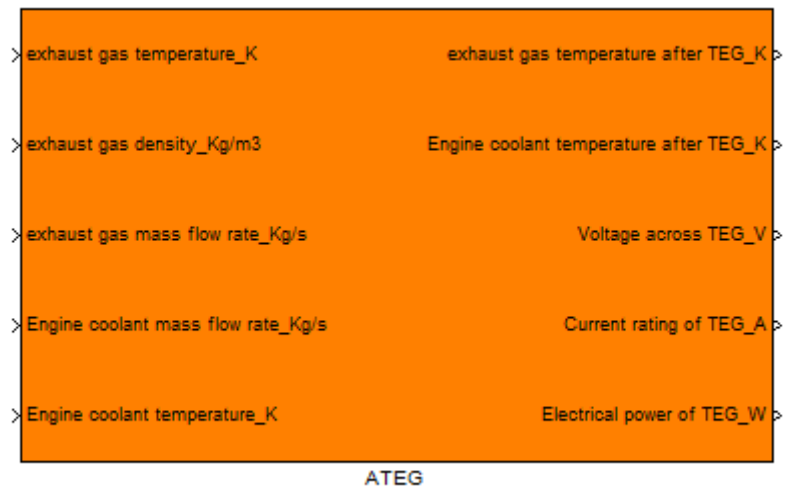 exhaust gas temperature_K
exhaust gas temperature after TEG_K
exhaust gas density_Kg/m3
Engine coolant temperature after TEG_K
exhaust gas mass flow rate_Kg/s
Voltage across TEG_V
Engine coolant mass flow rate_Kg/s
Current rating of TEG_A
Engine coolant temperature_K
Electrical power of TEG_W
ATEG